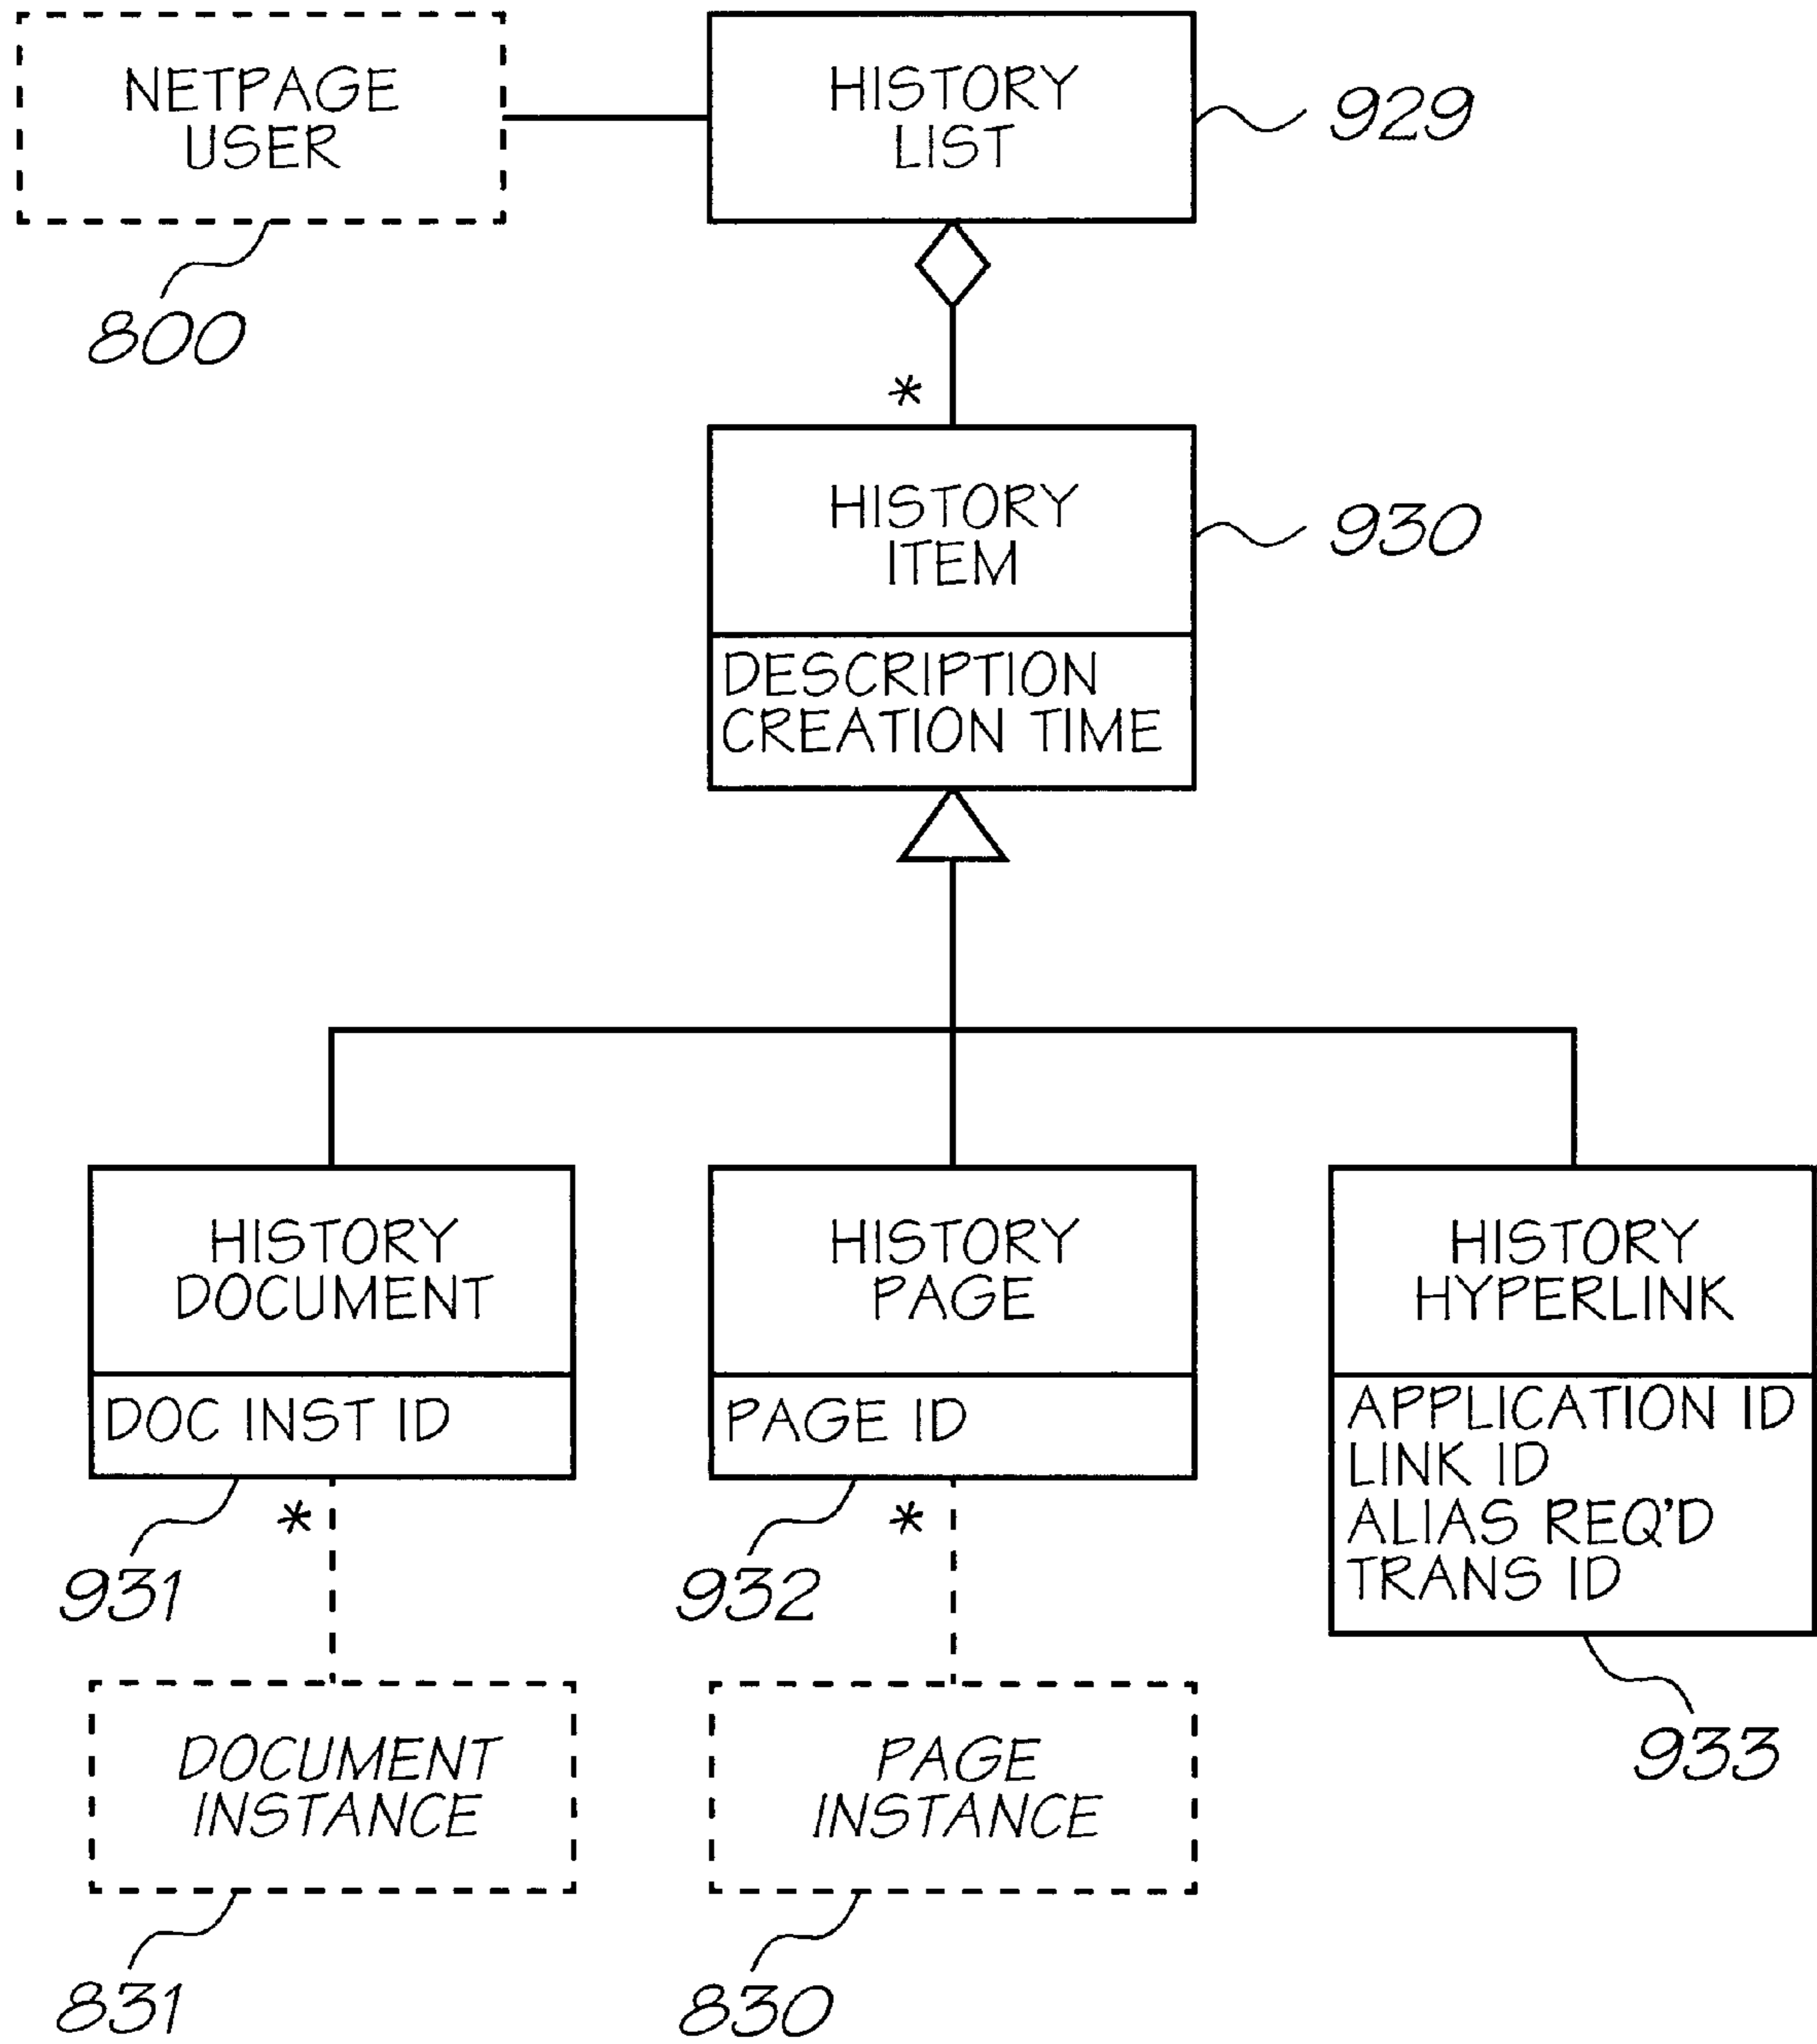 NETPAGE
USER
800
HISTORY
LIST
929
*
HISTORY
ITEM
930
DESCRIPTION
CREATION TIME
HISTORY
DOCUMENT
DOC INST ID
931
*
HISTORY
PAGE
PAGE ID
932
*
HISTORY
HYPERLINK
APPLICATION ID
LINK ID
ALIAS REQ'D
TRANS ID
933
DOCUMENT
INSTANCE
831
PAGE
INSTANCE
830